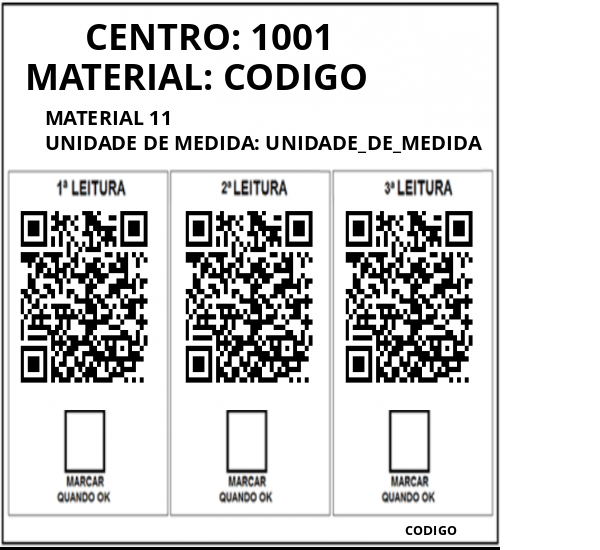 CENTRO: 1001
MATERIAL: CODIGO
MATERIAL 11
UNIDADE DE MEDIDA: UNIDADE_DE_MEDIDA
1ª LEITURA
2ª LEITURA
3ª LEITURA
MARCAR
QUANDO OK
MARCAR
QUANDO OK
MARCAR
QUANDO OK
CODIGO